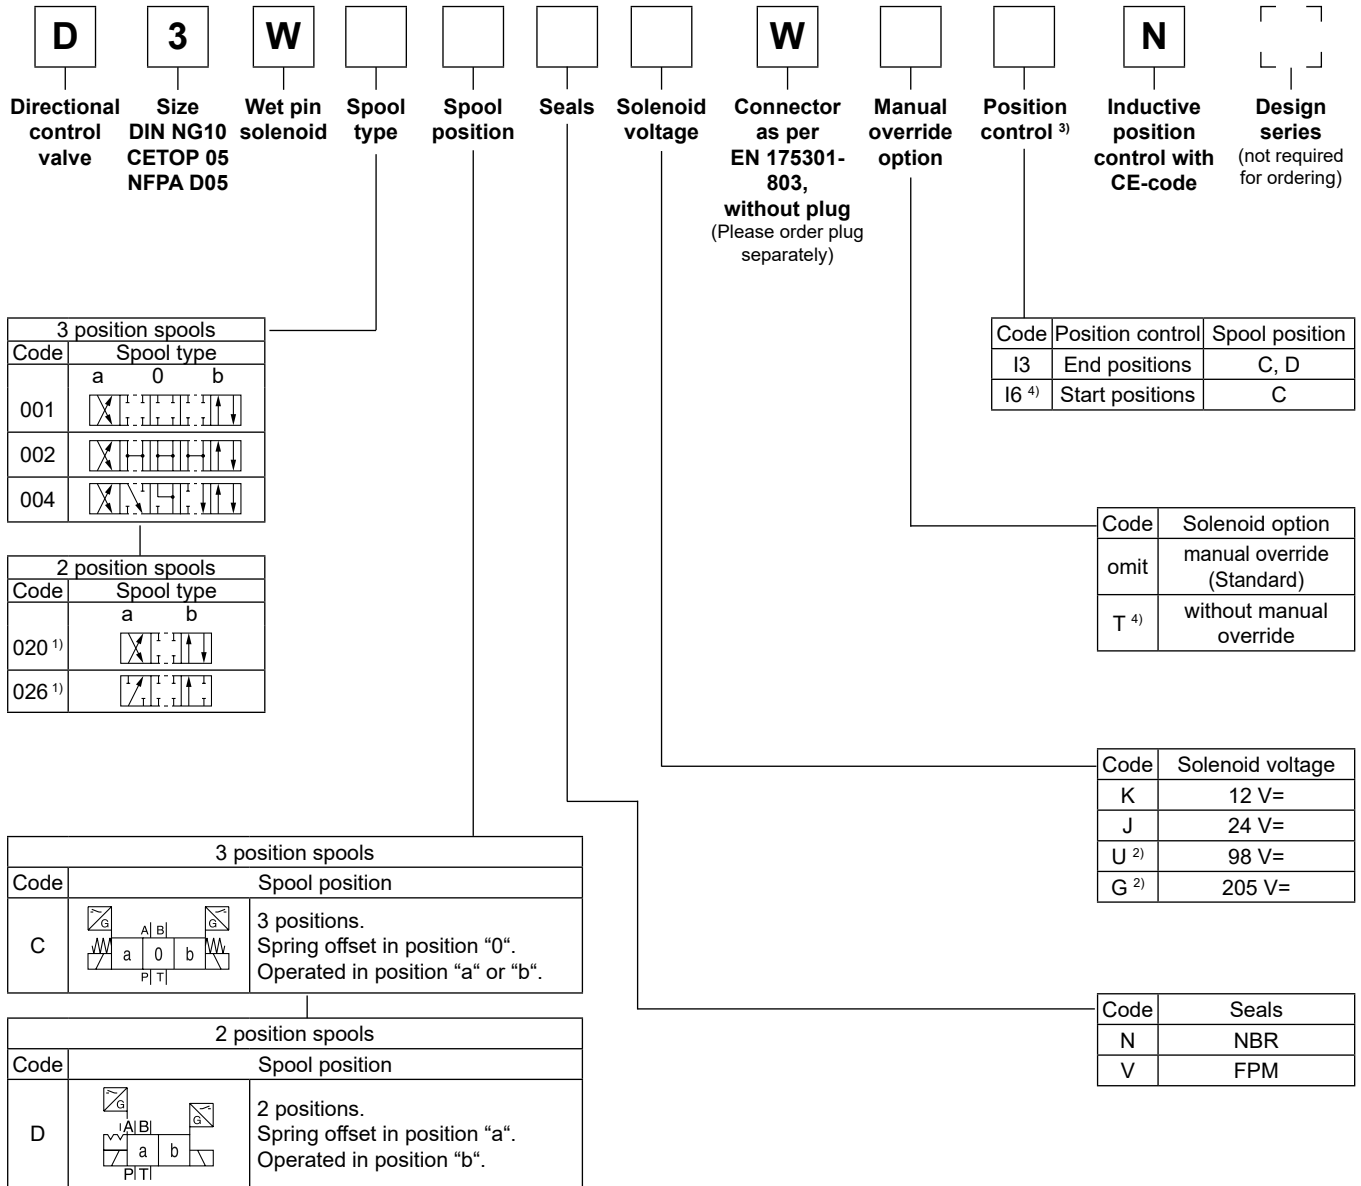 D 3 W W N
Directional control valve
Size DIN NG10 CETOP 05 NFPA D05
Wet pin solenoid
Spool type
Spool position
Seals
Solenoid voltage
Connector as per EN 175301-803, without plug
(Please order plug separately)
Manual override option
Position control 3)
Inductive position control with CE-code
Design series
(not required for ordering)
3 position spools
Code Spool type
a 0 b
001
002
004
2 position spools
Code Spool type
a b
020 1)
026 1)
Code Position control Spool position
I3 End positions C, D
I6 4) Start positions C
Code Solenoid option
omit manual override (Standard)
T 4) without manual override
Code Solenoid voltage
K 12 V=
J 24 V=
U 2) 98 V=
G 2) 205 V=
3 position spools
Code Spool position
G G
A B
C a 0 b
P T
3 positions.
Spring offset in position “0“.
Operated in position “a“ or “b“.
2 position spools
Code Spool position
G G
A B
D a b
P T
2 positions.
Spring offset in position “a“.
Operated in position “b“.
Code Seals
N NBR
V FPM